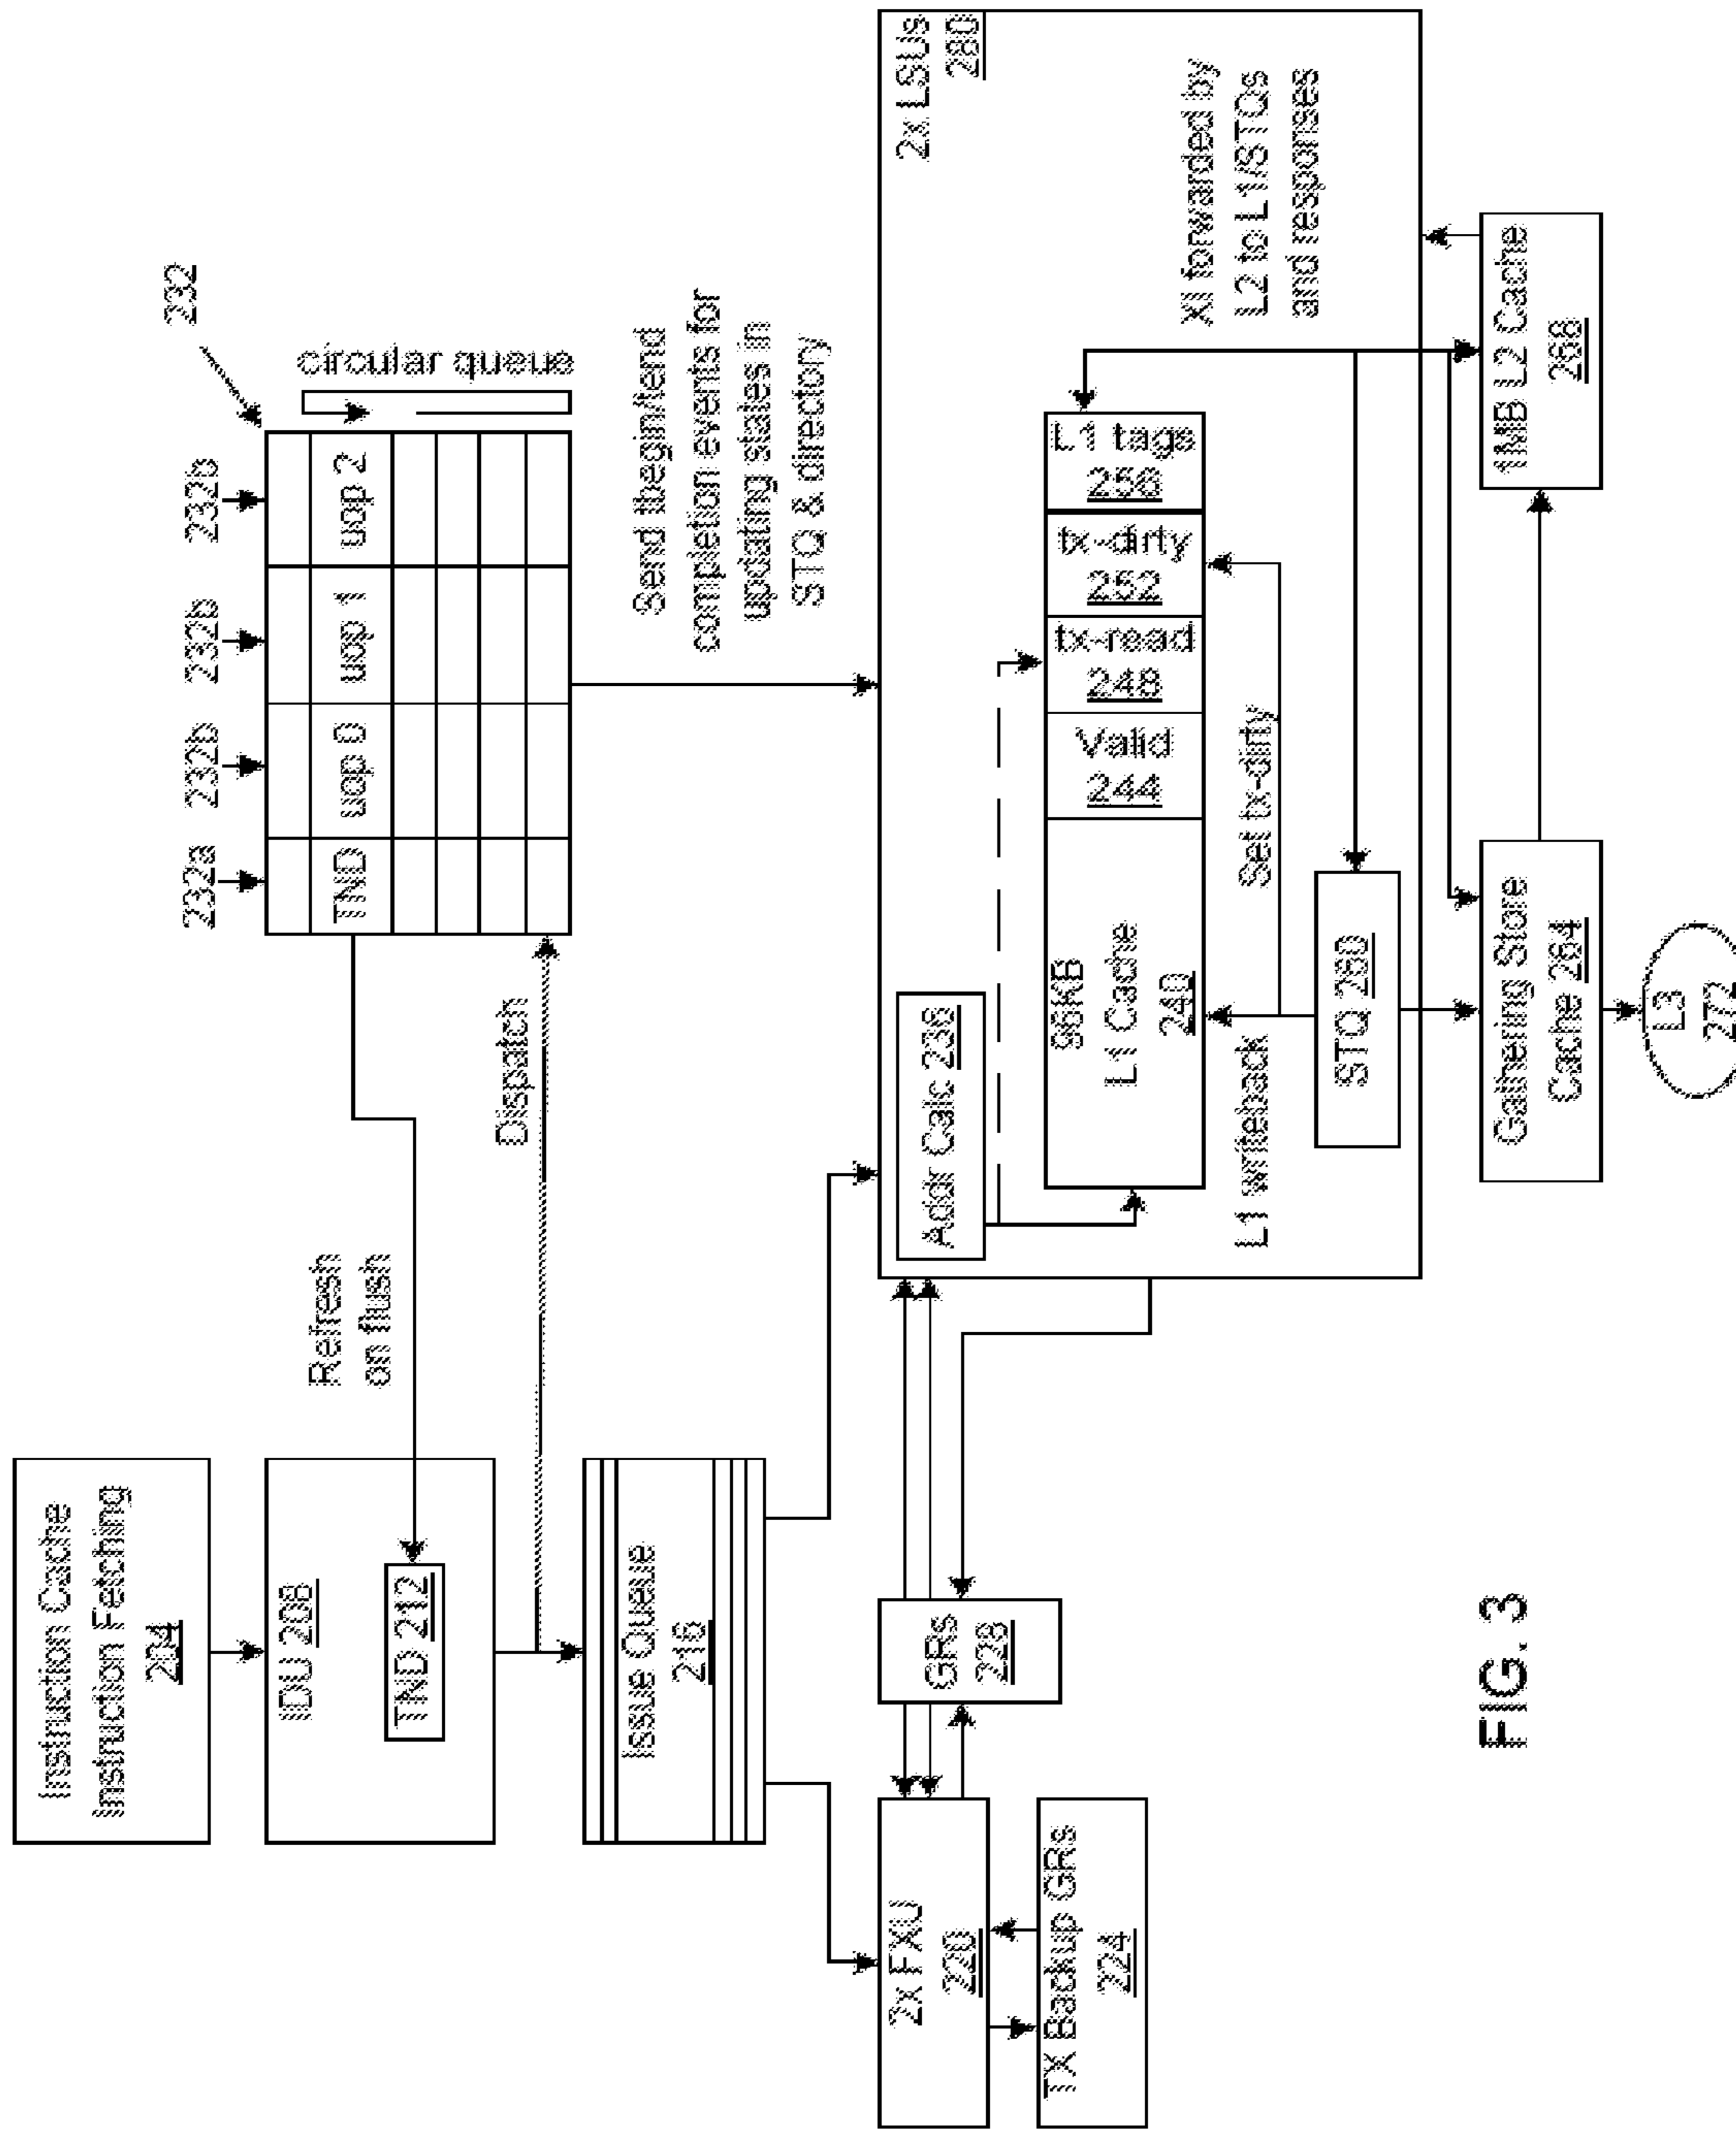 Instruction Cache
Instruction Fetching
204
IDU 208
TND 212
Refresh
on flush
Dispatch
Issue Queue
216
232
232a
232b
232b
232b
TND
uop 0
uop 1
uop 2
circular queue
Send tbegin/tend
completion events for
updating states in
STQ & directory
2x FXU
220
TX Backup GRs
224
GRs
228
2x LSUs
280
Addr Calc 236
96KB
L1 Cache
240
Valid
244
tx-read
248
tx-dirty
252
L1 tags
256
L1 writeback
Set tx-dirty
XI forwarded by
L2 to L1/STQs
and responses
STQ 260
Gathering Store
Cache 264
1MB L2 Cache
268
L3
272
FIG. 3